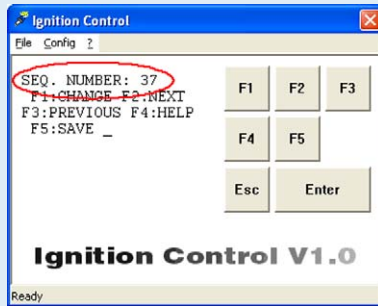 Ignition Control
File Config ?
SEQ. NUMBER: 37
F1:CHANGE F2:NEXT
F3:PREVIOUS F4:HELP
F5:SAVE _
F1 F2 F3
F4 F5
Esc Enter
Ignition Control V1.0
Ready